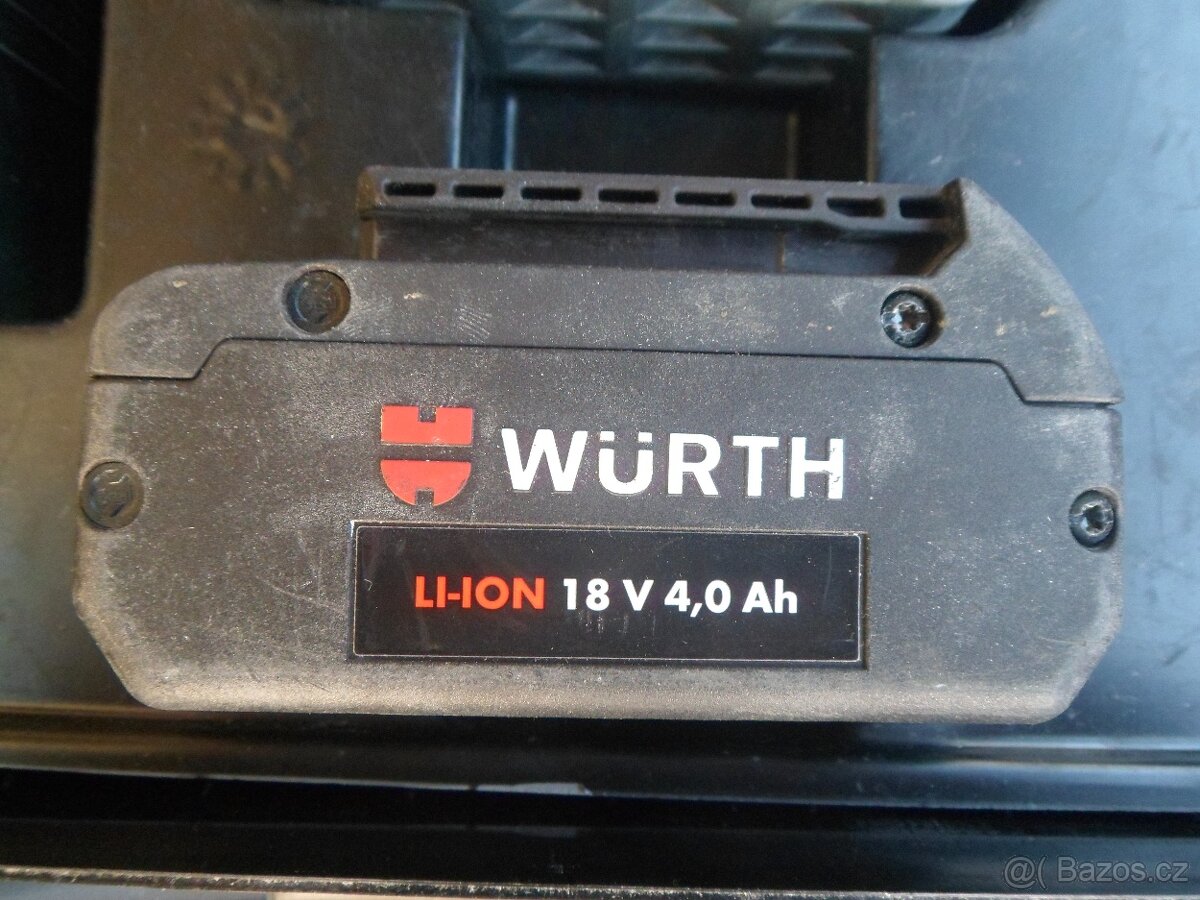 WÜRTH
LI-ION 18 V 4,0 Ah
@( Bazos.cz